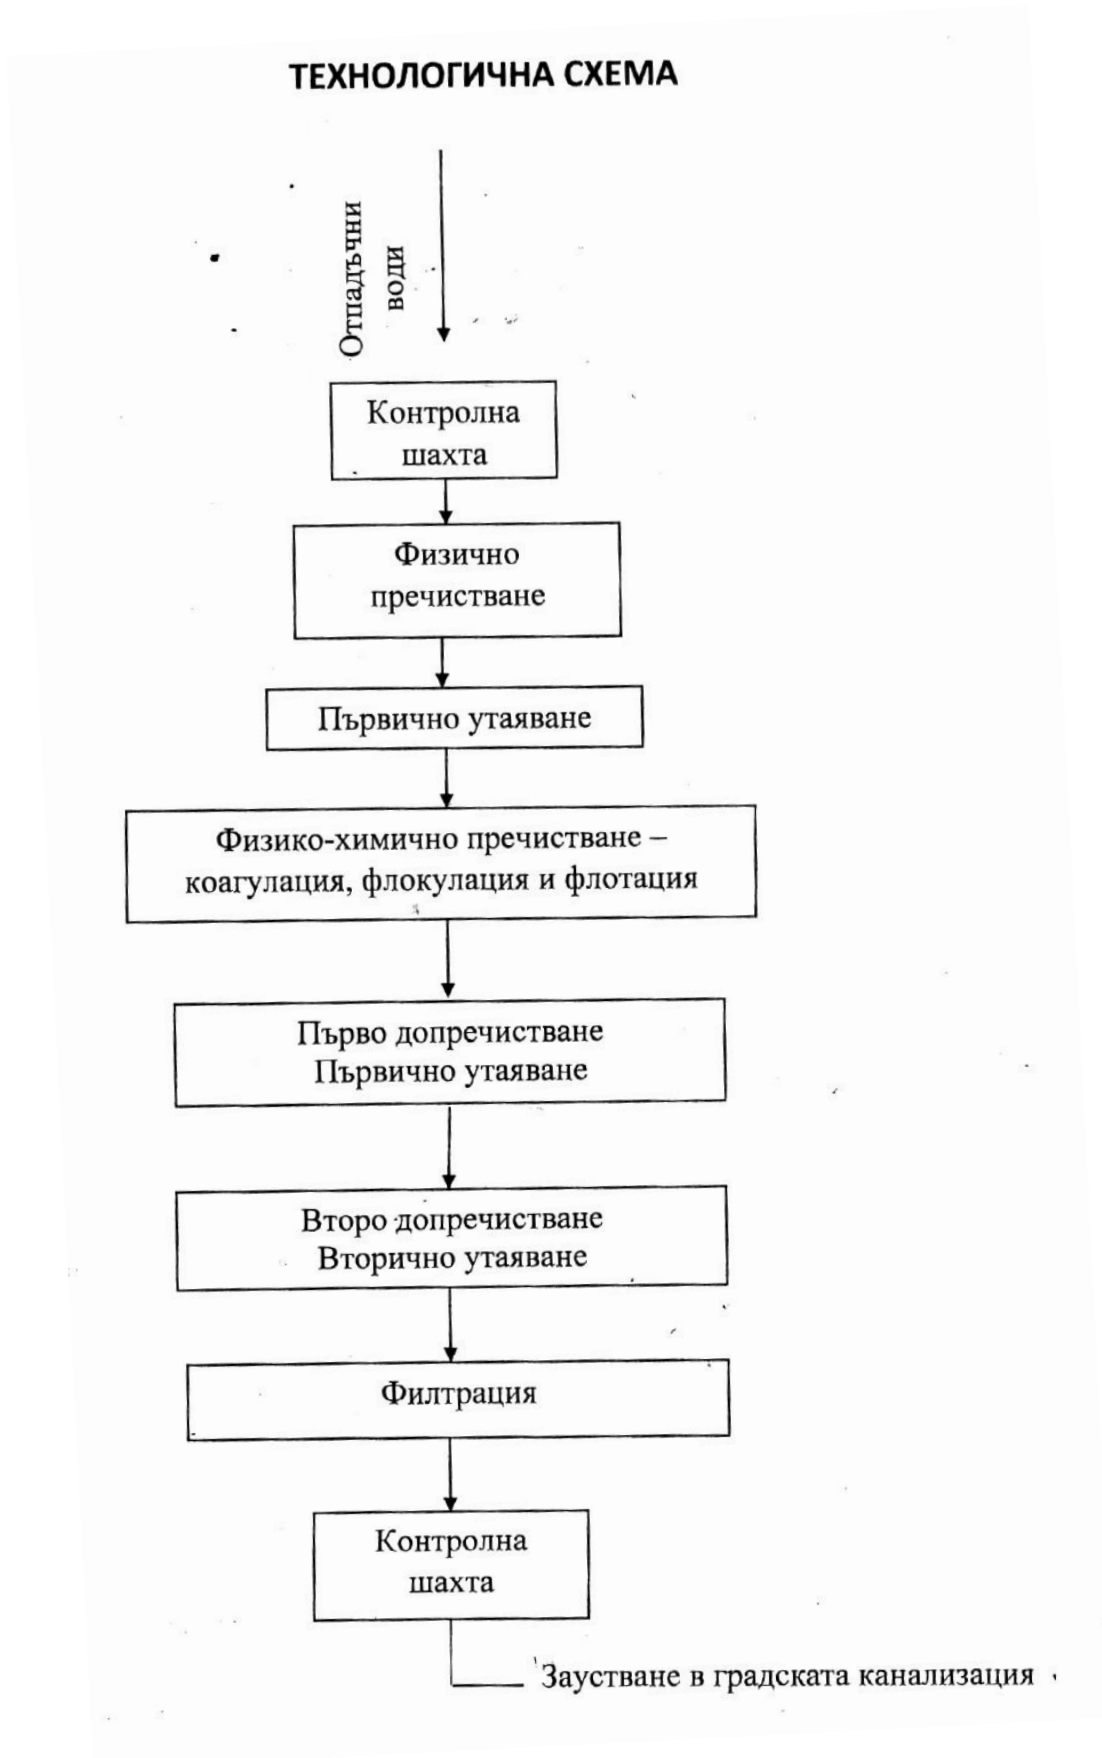 ТЕХНОЛОГИЧНА СХЕМА
Отпадъчни
води
Контролна
шахта
Физично
пречистване
Първично утаяване
Физико-химично пречистване –
коагулация, флокулация и флотация
Първо допречистване
Първично утаяване
Второ допречистване
Вторично утаяване
Филтрация
Контролна
шахта
Заустване в градската канализация